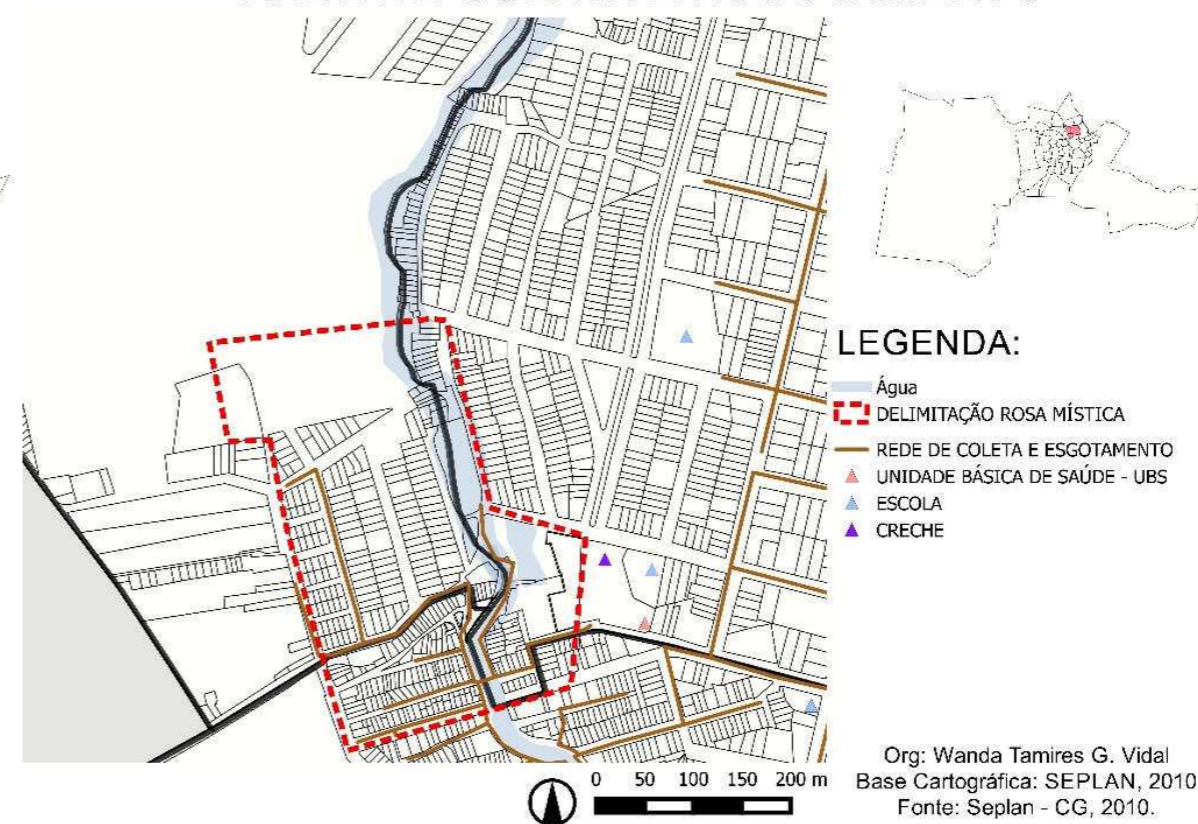 LEGENDA:
Água
DELIMITAÇÃO ROSA MÍSTICA
REDE DE COLETA E ESGOTAMENTO
UNIDADE BÁSICA DE SAÚDE - UBS
ESCOLA
CRECHE
0 50 100 150 200 m
Org: Wanda Tamires G. Vidal
Base Cartográfica: SEPLAN, 2010
Fonte: Seplan - CG, 2010.